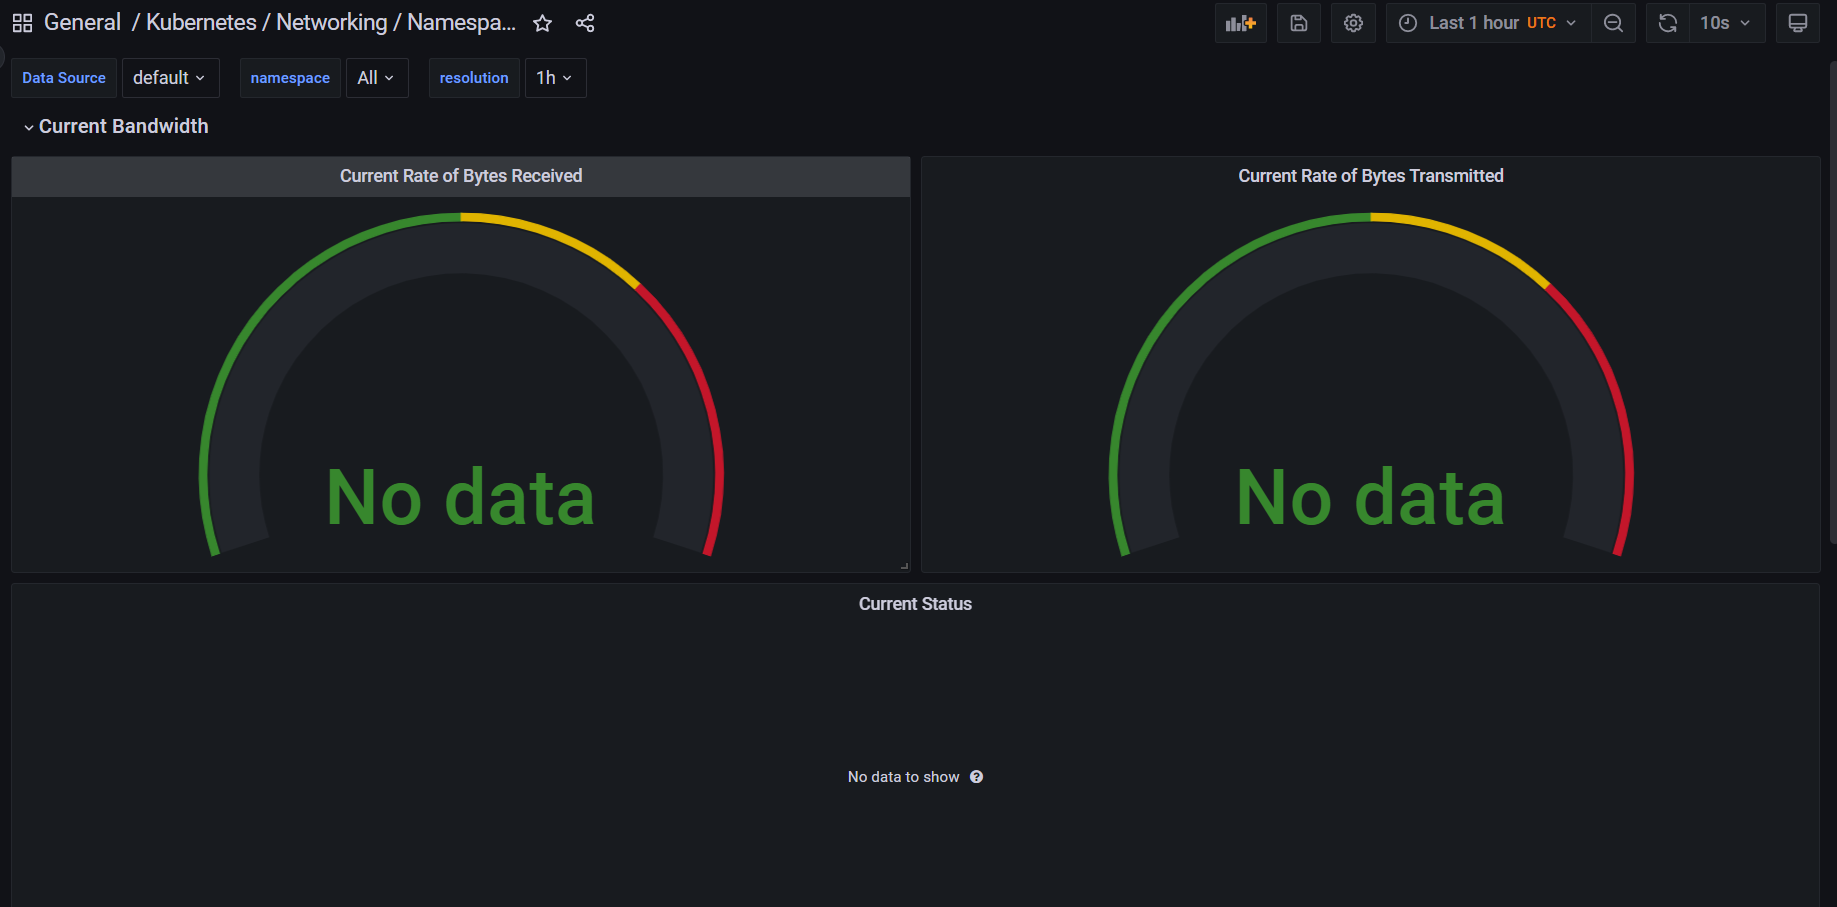 General / Kubernetes / Networking / Namespa...
Last 1 hour UTC
10s
Data Source default
namespace All
resolution 1h
Current Bandwidth
Current Rate of Bytes Received
No data
Current Rate of Bytes Transmitted
No data
Current Status
No data to show